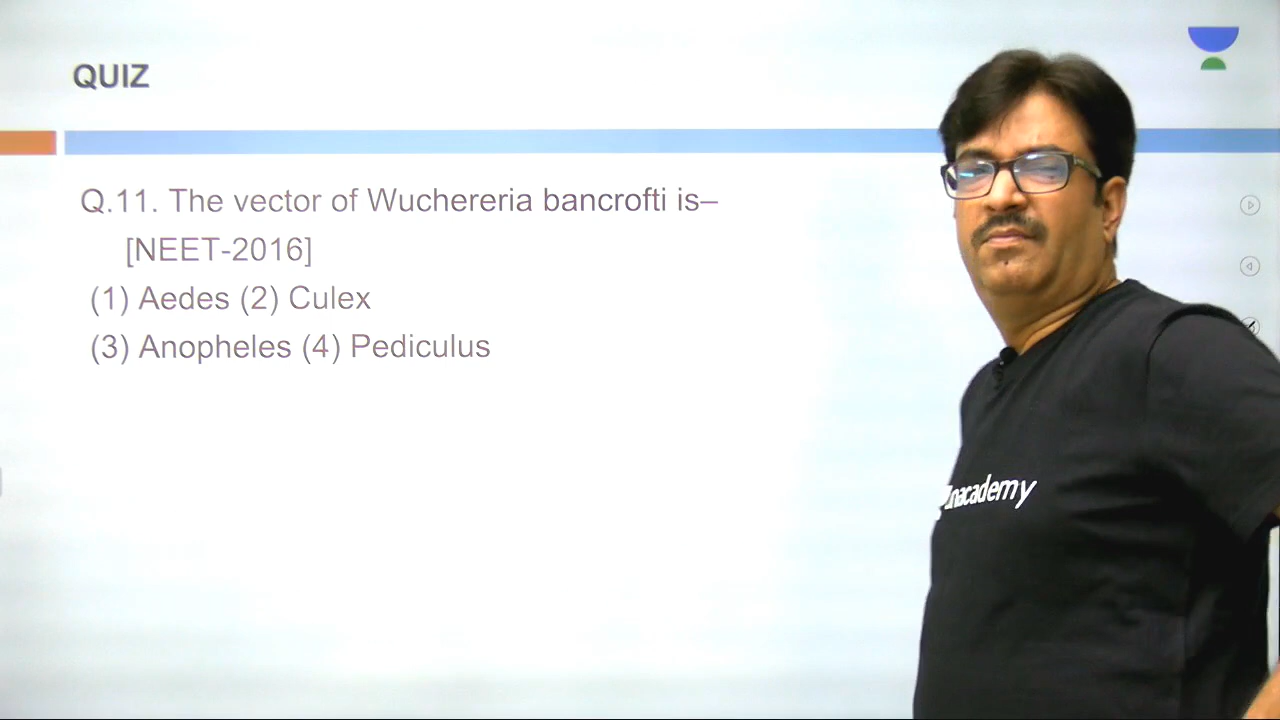 QUIZ
Q.11. The vector of Wuchereria bancrofti is–
[NEET-2016]
(1) Aedes (2) Culex
(3) Anopheles (4) Pediculus
nacademy